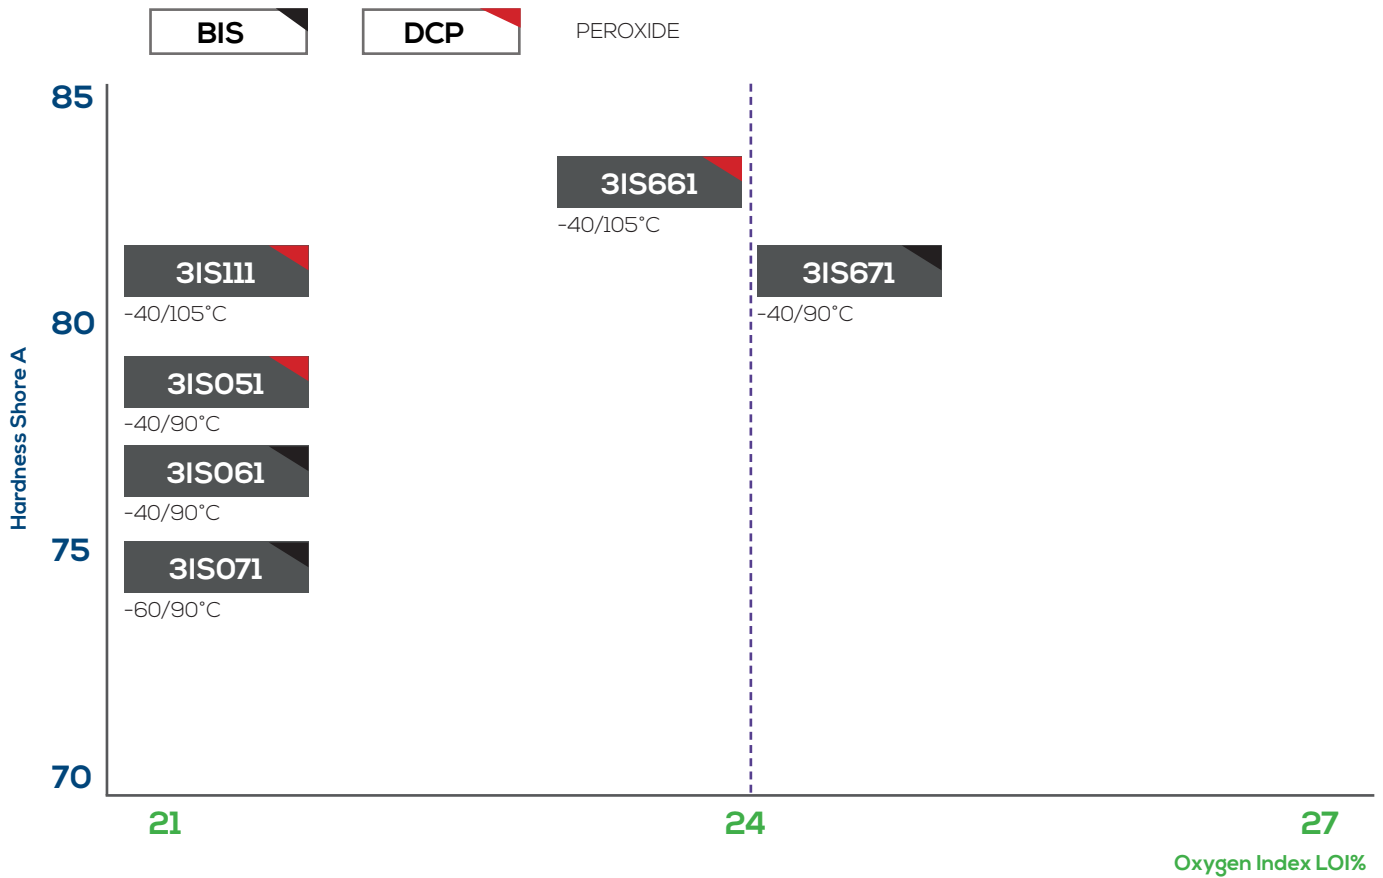 BIS
DCP
PEROXIDE
85
3IS661
-40/105°C
3IS111
-40/105°C
3IS671
-40/90°C
80
Hardness Shore A
3IS051
-40/90°C
3IS061
-40/90°C
75
3IS071
-60/90°C
70
21
24
27
Oxygen Index LOI%